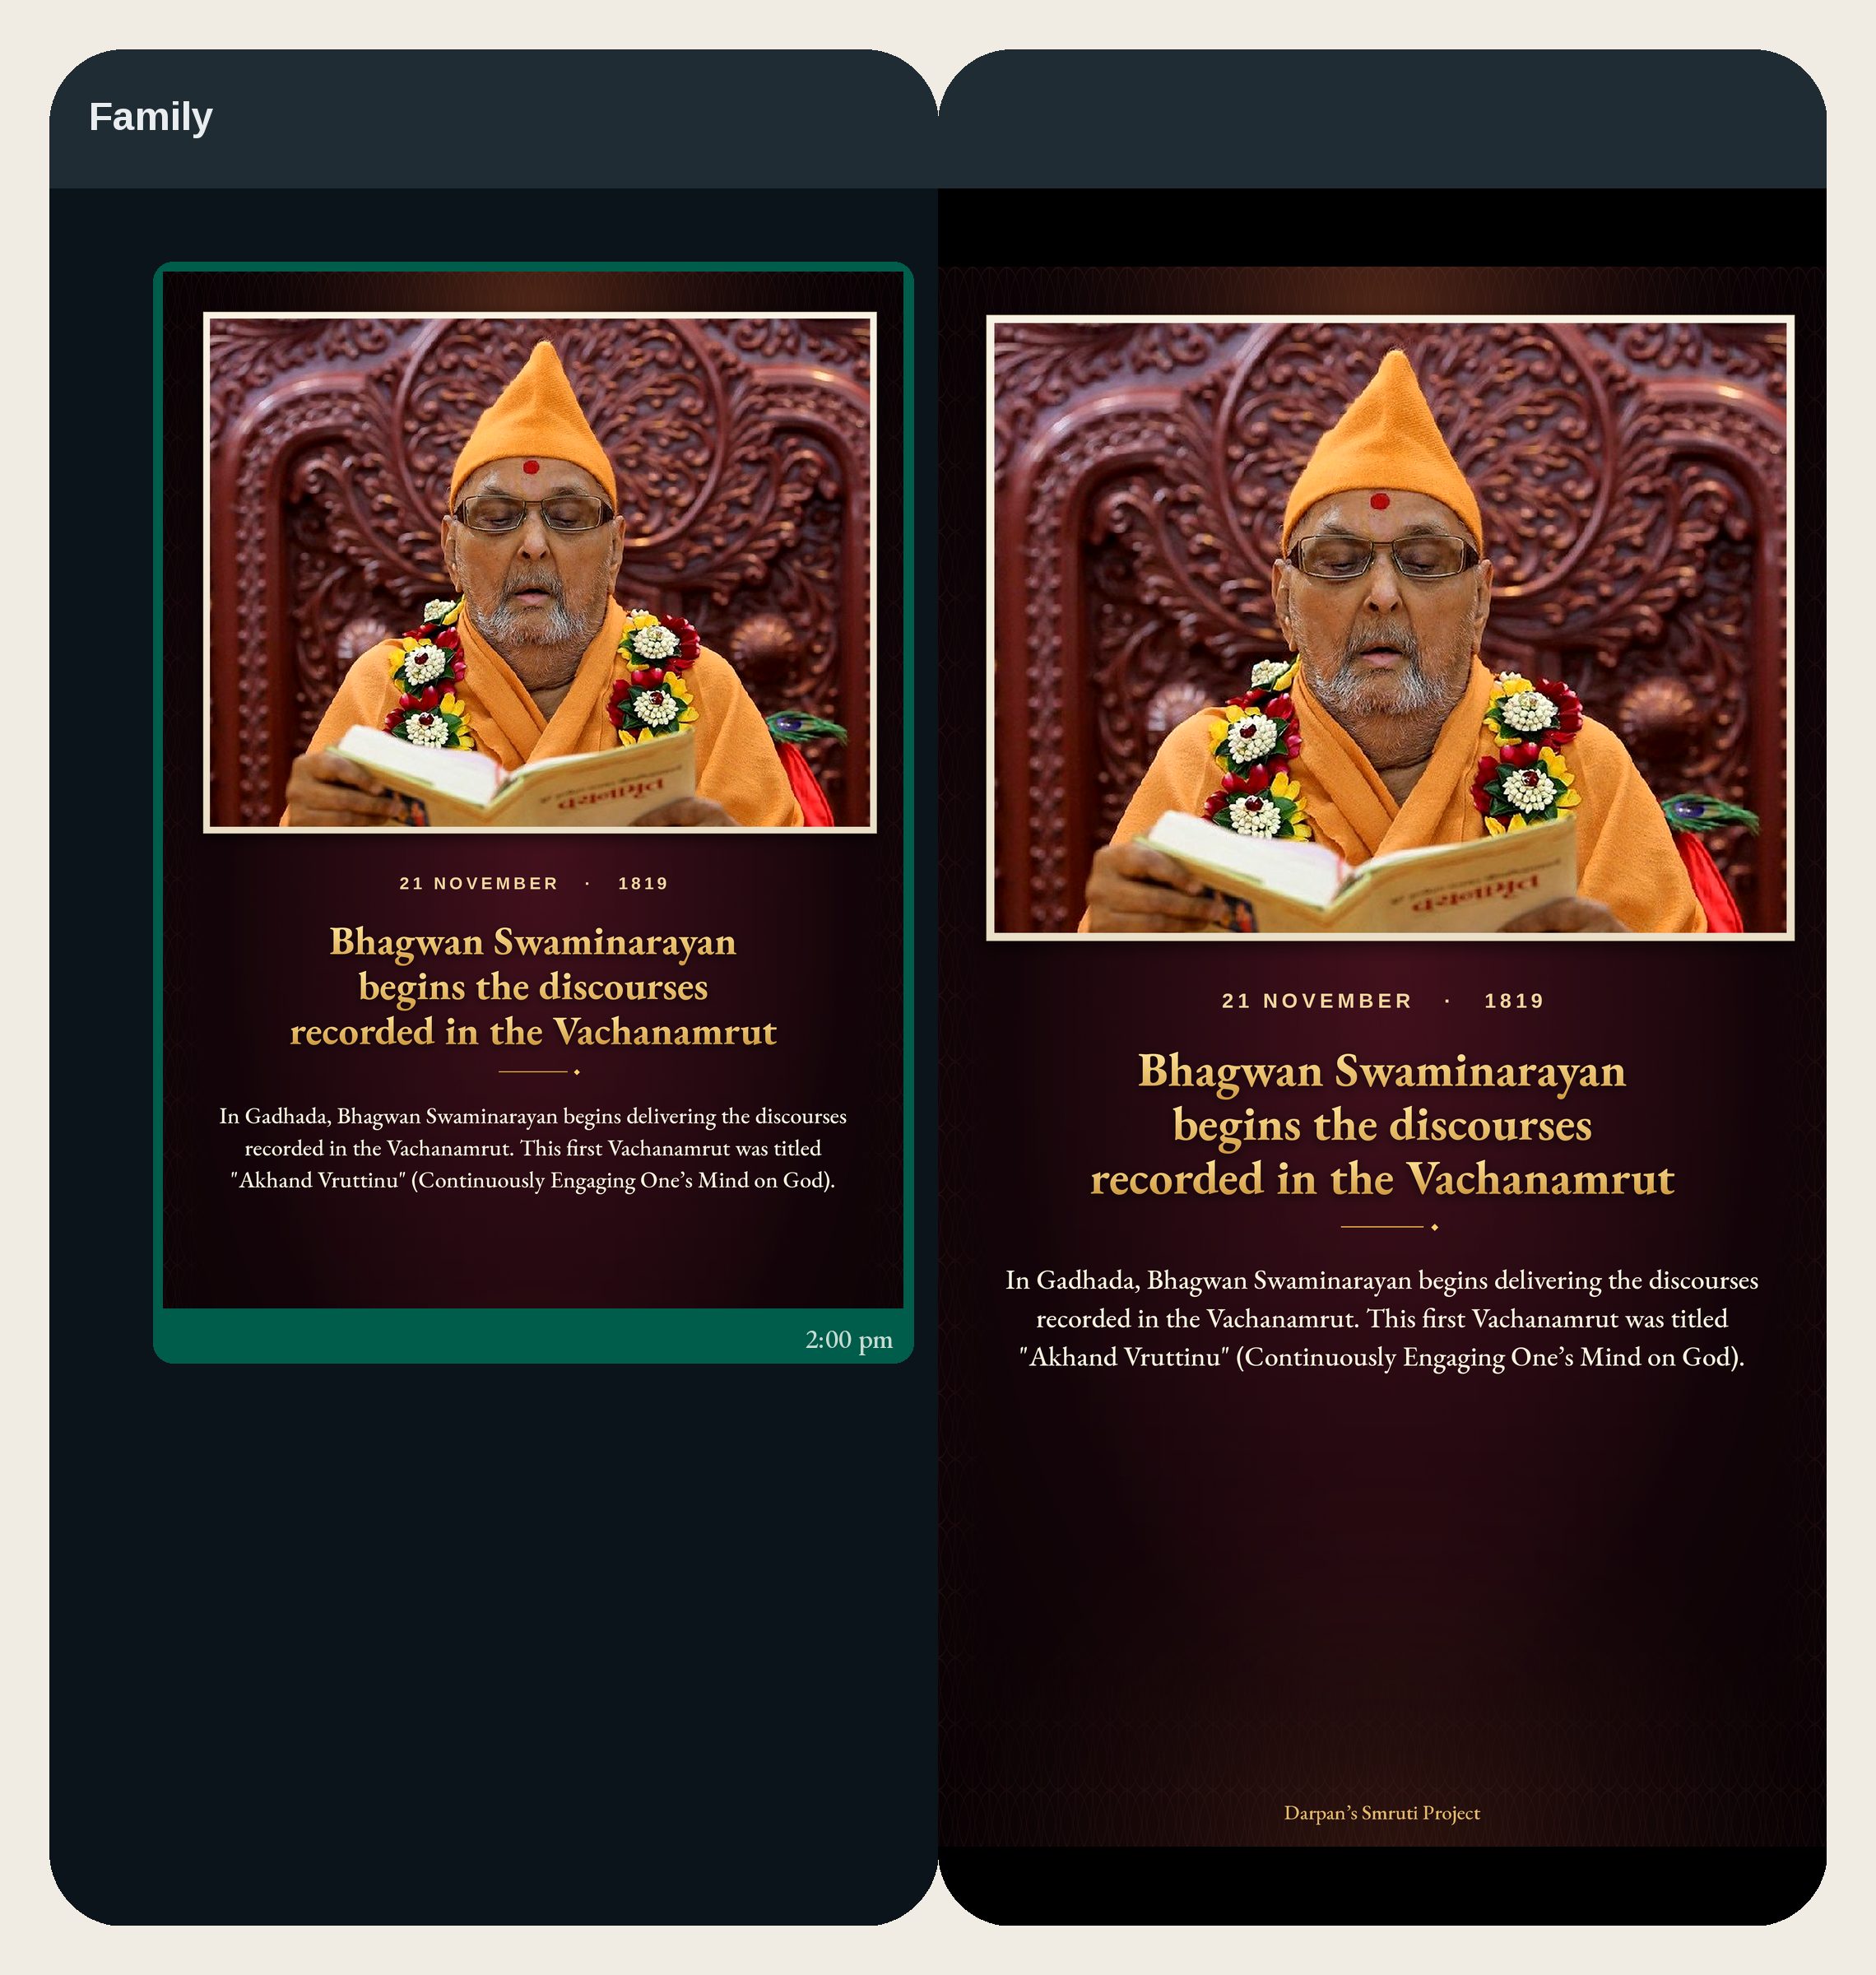 Family
વચનામૃત
21 NOVEMBER · 1819
Bhagwan Swaminarayan
begins the discourses
recorded in the Vachanamrut
In Gadhada, Bhagwan Swaminarayan begins delivering the discourses
recorded in the Vachanamrut. This first Vachanamrut was titled
"Akhand Vruttinu" (Continuously Engaging One’s Mind on God).
2:00 pm
વચનામૃત
21 NOVEMBER · 1819
Bhagwan Swaminarayan
begins the discourses
recorded in the Vachanamrut
In Gadhada, Bhagwan Swaminarayan begins delivering the discourses
recorded in the Vachanamrut. This first Vachanamrut was titled
"Akhand Vruttinu" (Continuously Engaging One’s Mind on God).
Darpan’s Smruti Project